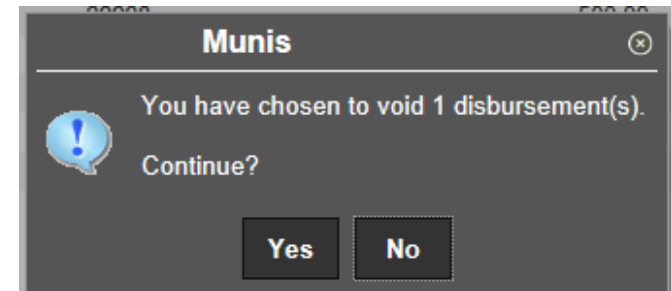 Munis
You have chosen to void 1 disbursement(s).
Continue?
Yes No